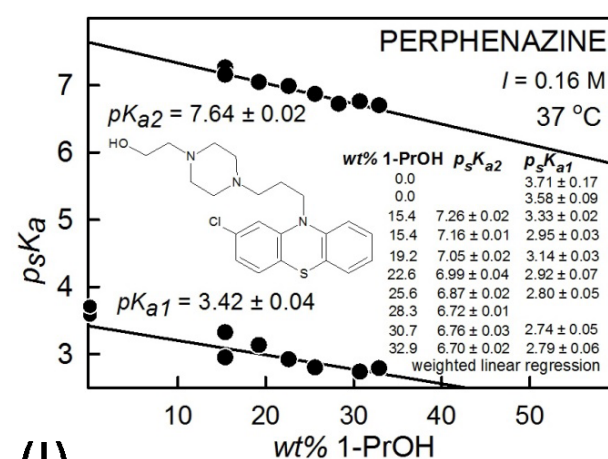 PERPHENAZINE
I = 0.16 M
37 °C
pKa2 = 7.64 ± 0.02
HO
N
N
N
Cl
S
pKa1 = 3.42 ± 0.04
wt% 1-PrOH psKa2 psKa1
0.0 3.71 ± 0.17
0.0 3.58 ± 0.09
15.4 7.26 ± 0.02 3.33 ± 0.02
15.4 7.16 ± 0.01 2.95 ± 0.03
19.2 7.05 ± 0.02 3.14 ± 0.03
22.6 6.99 ± 0.04 2.92 ± 0.07
25.6 6.87 ± 0.02 2.80 ± 0.05
28.3 6.72 ± 0.01
30.7 6.76 ± 0.03 2.74 ± 0.05
32.9 6.70 ± 0.02 2.79 ± 0.06
weighted linear regression
psKa
7
6
5
4
3
10 20 30 40 50
wt% 1-PrOH